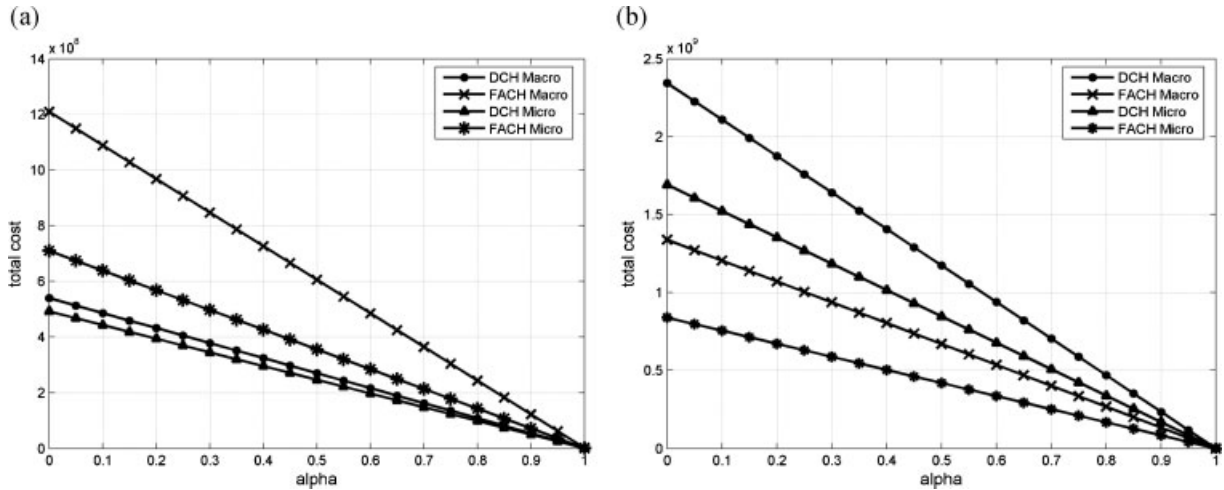 (a)
× 10⁸
14
12
10
8
6
4
2
0
total cost
0 0.1 0.2 0.3 0.4 0.5 0.6 0.7 0.8 0.9 1
alpha
DCH Macro
FACH Macro
DCH Micro
FACH Micro
(b)
× 10⁹
2.5
2
1.5
1
0.5
0
total cost
0 0.1 0.2 0.3 0.4 0.5 0.6 0.7 0.8 0.9 1
alpha
DCH Macro
FACH Macro
DCH Micro
FACH Micro